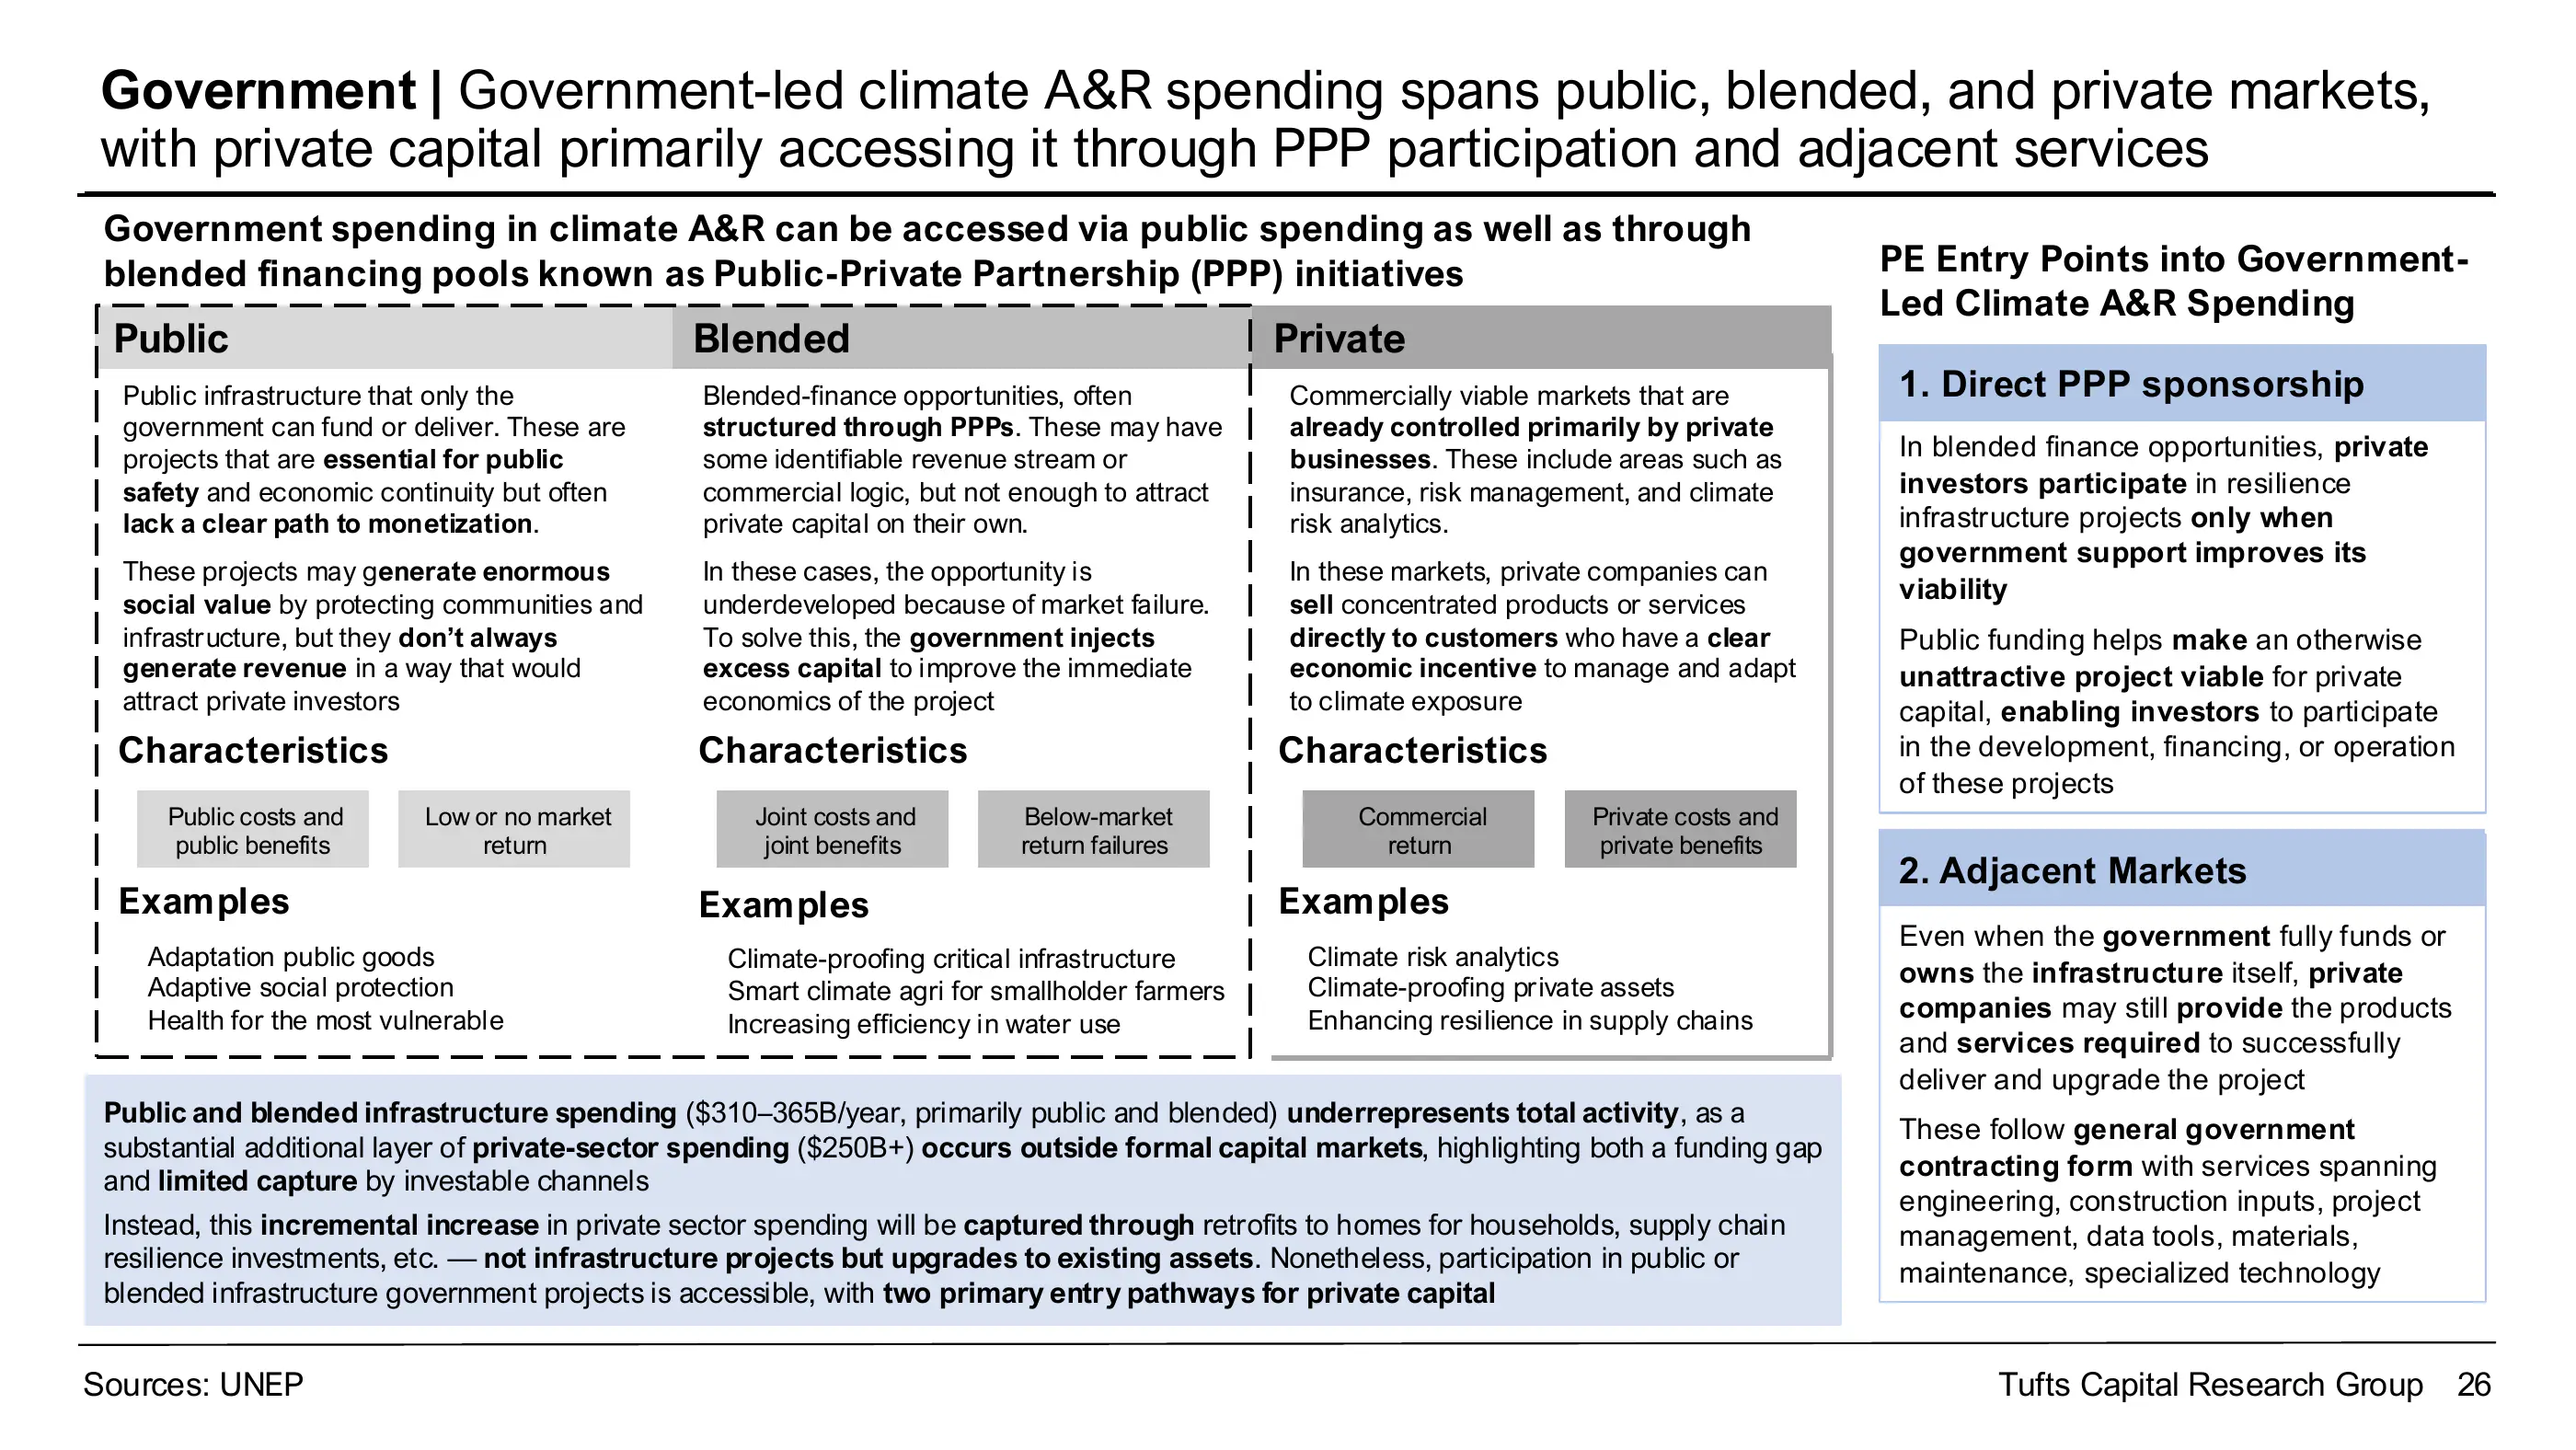 Government | Government-led climate A&R spending spans public, blended, and private markets,
with private capital primarily accessing it through PPP participation and adjacent services
Government spending in climate A&R can be accessed via public spending as well as through
blended financing pools known as Public-Private Partnership (PPP) initiatives
Public
Public infrastructure that only the
government can fund or deliver. These are
projects that are essential for public
safety and economic continuity but often
lack a clear path to monetization.
These projects may generate enormous
social value by protecting communities and
infrastructure, but they don’t always
generate revenue in a way that would
attract private investors
Characteristics
Public costs and
public benefits
Low or no market
return
Examples
Adaptation public goods
Adaptive social protection
Health for the most vulnerable
Blended
Blended-finance opportunities, often
structured through PPPs. These may have
some identifiable revenue stream or
commercial logic, but not enough to attract
private capital on their own.
In these cases, the opportunity is
underdeveloped because of market failure.
To solve this, the government injects
excess capital to improve the immediate
economics of the project
Characteristics
Joint costs and
joint benefits
Below-market
return failures
Examples
Climate-proofing critical infrastructure
Smart climate agri for smallholder farmers
Increasing efficiency in water use
Private
Commercially viable markets that are
already controlled primarily by private
businesses. These include areas such as
insurance, risk management, and climate
risk analytics.
In these markets, private companies can
sell concentrated products or services
directly to customers who have a clear
economic incentive to manage and adapt
to climate exposure
Characteristics
Commercial
return
Private costs and
private benefits
Examples
Climate risk analytics
Climate-proofing private assets
Enhancing resilience in supply chains
Public and blended infrastructure spending ($310–365B/year, primarily public and blended) underrepresents total activity, as a
substantial additional layer of private-sector spending ($250B+) occurs outside formal capital markets, highlighting both a funding gap
and limited capture by investable channels
Instead, this incremental increase in private sector spending will be captured through retrofits to homes for households, supply chain
resilience investments, etc. — not infrastructure projects but upgrades to existing assets. Nonetheless, participation in public or
blended infrastructure government projects is accessible, with two primary entry pathways for private capital
PE Entry Points into Government-
Led Climate A&R Spending
1. Direct PPP sponsorship
In blended finance opportunities, private
investors participate in resilience
infrastructure projects only when
government support improves its
viability
Public funding helps make an otherwise
unattractive project viable for private
capital, enabling investors to participate
in the development, financing, or operation
of these projects
2. Adjacent Markets
Even when the government fully funds or
owns the infrastructure itself, private
companies may still provide the products
and services required to successfully
deliver and upgrade the project
These follow general government
contracting form with services spanning
engineering, construction inputs, project
management, data tools, materials,
maintenance, specialized technology
Sources: UNEP
Tufts Capital Research Group 26